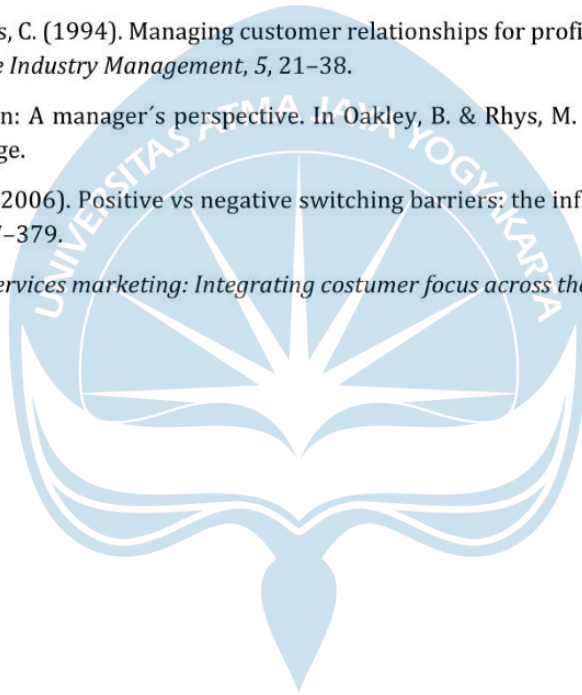 s, C. (1994). Managing customer relationships for profi
e Industry Management, 5, 21–38.
n: A manager´s perspective. In Oakley, B. & Rhys, M.
ge.
2006). Positive vs negative switching barriers: the inf
7–379.
ervices marketing: Integrating costumer focus across the
UNIVERSITAS ATMA JAYA YOGYAKARTA